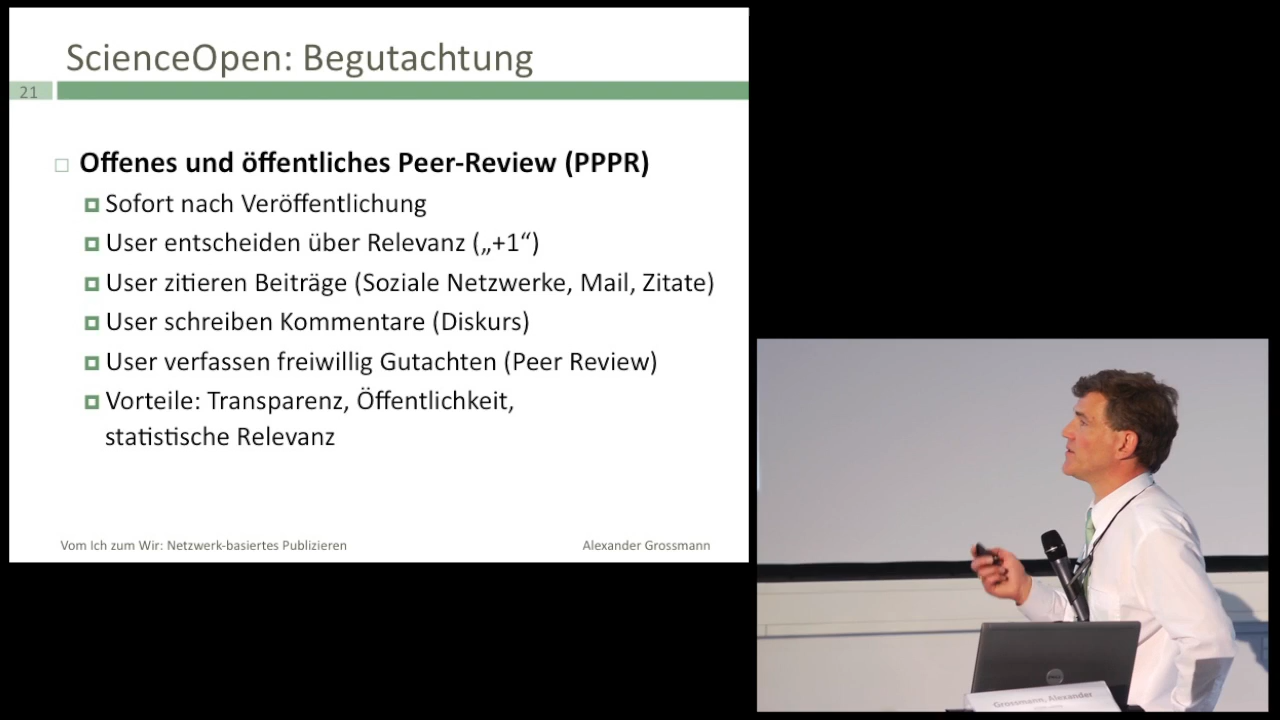 ScienceOpen: Begutachtung
21
Offenes und öffentliches Peer-Review (PPPR)
Sofort nach Veröffentlichung
User entscheiden über Relevanz („+1“)
User zitieren Beiträge (Soziale Netzwerke, Mail, Zitate)
User schreiben Kommentare (Diskurs)
User verfassen freiwillig Gutachten (Peer Review)
Vorteile: Transparenz, Öffentlichkeit,
statistische Relevanz
Vom Ich zum Wir: Netzwerk-basiertes Publizieren
Alexander Grossmann
DELL
Grossmann, Alexander